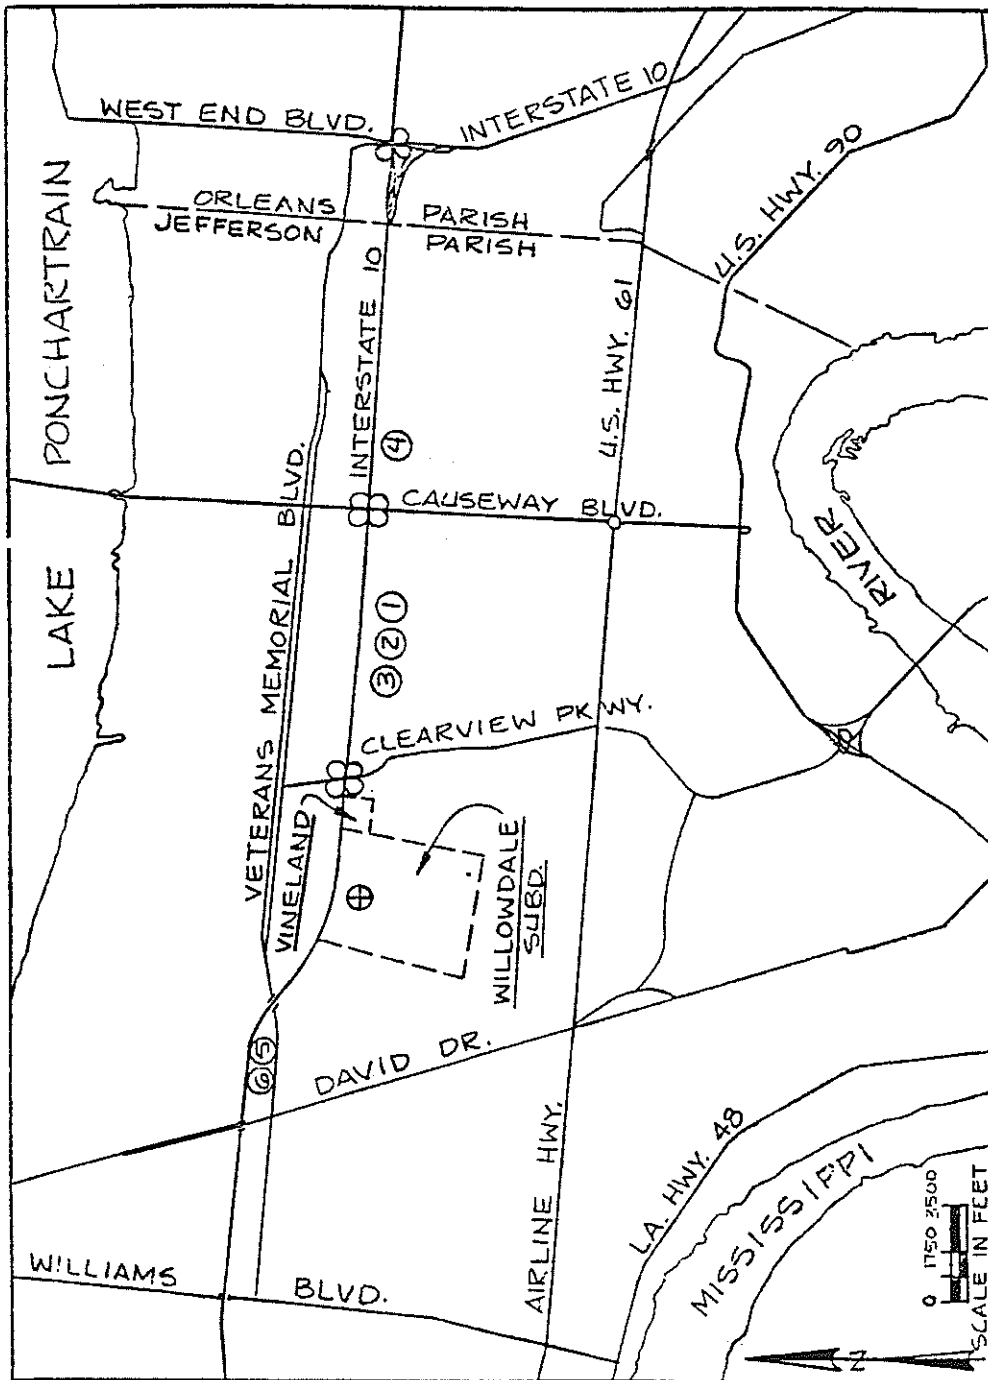 LAKE PONCHARTRAIN
WEST END BLVD.
INTERSTATE 10
ORLEANS PARISH
JEFFERSON PARISH
U.S. HWY. 90
INTERSTATE 10
U.S. HWY. 61
VETERANS MEMORIAL BLVD.
④
CAUSEWAY BLVD.
③ ② ①
RIVER
CLEARVIEW PKWY.
VINELAND
WILLOWDALE
SUBD.
⑥ ⑤
DAVID DR.
AIRLINE HWY.
LA. HWY. 48
MISSISSIPPI
WILLIAMS BLVD.
N
0 1750 3500
SCALE IN FEET